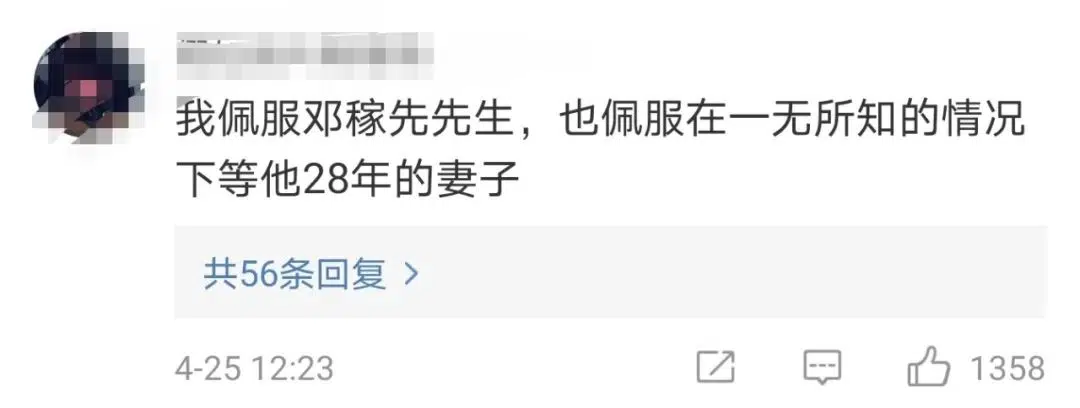 我佩服邓稼先先生，也佩服在一无所知的情况
下等他28年的妻子
共56条回复 >
4-25 12:23
1358